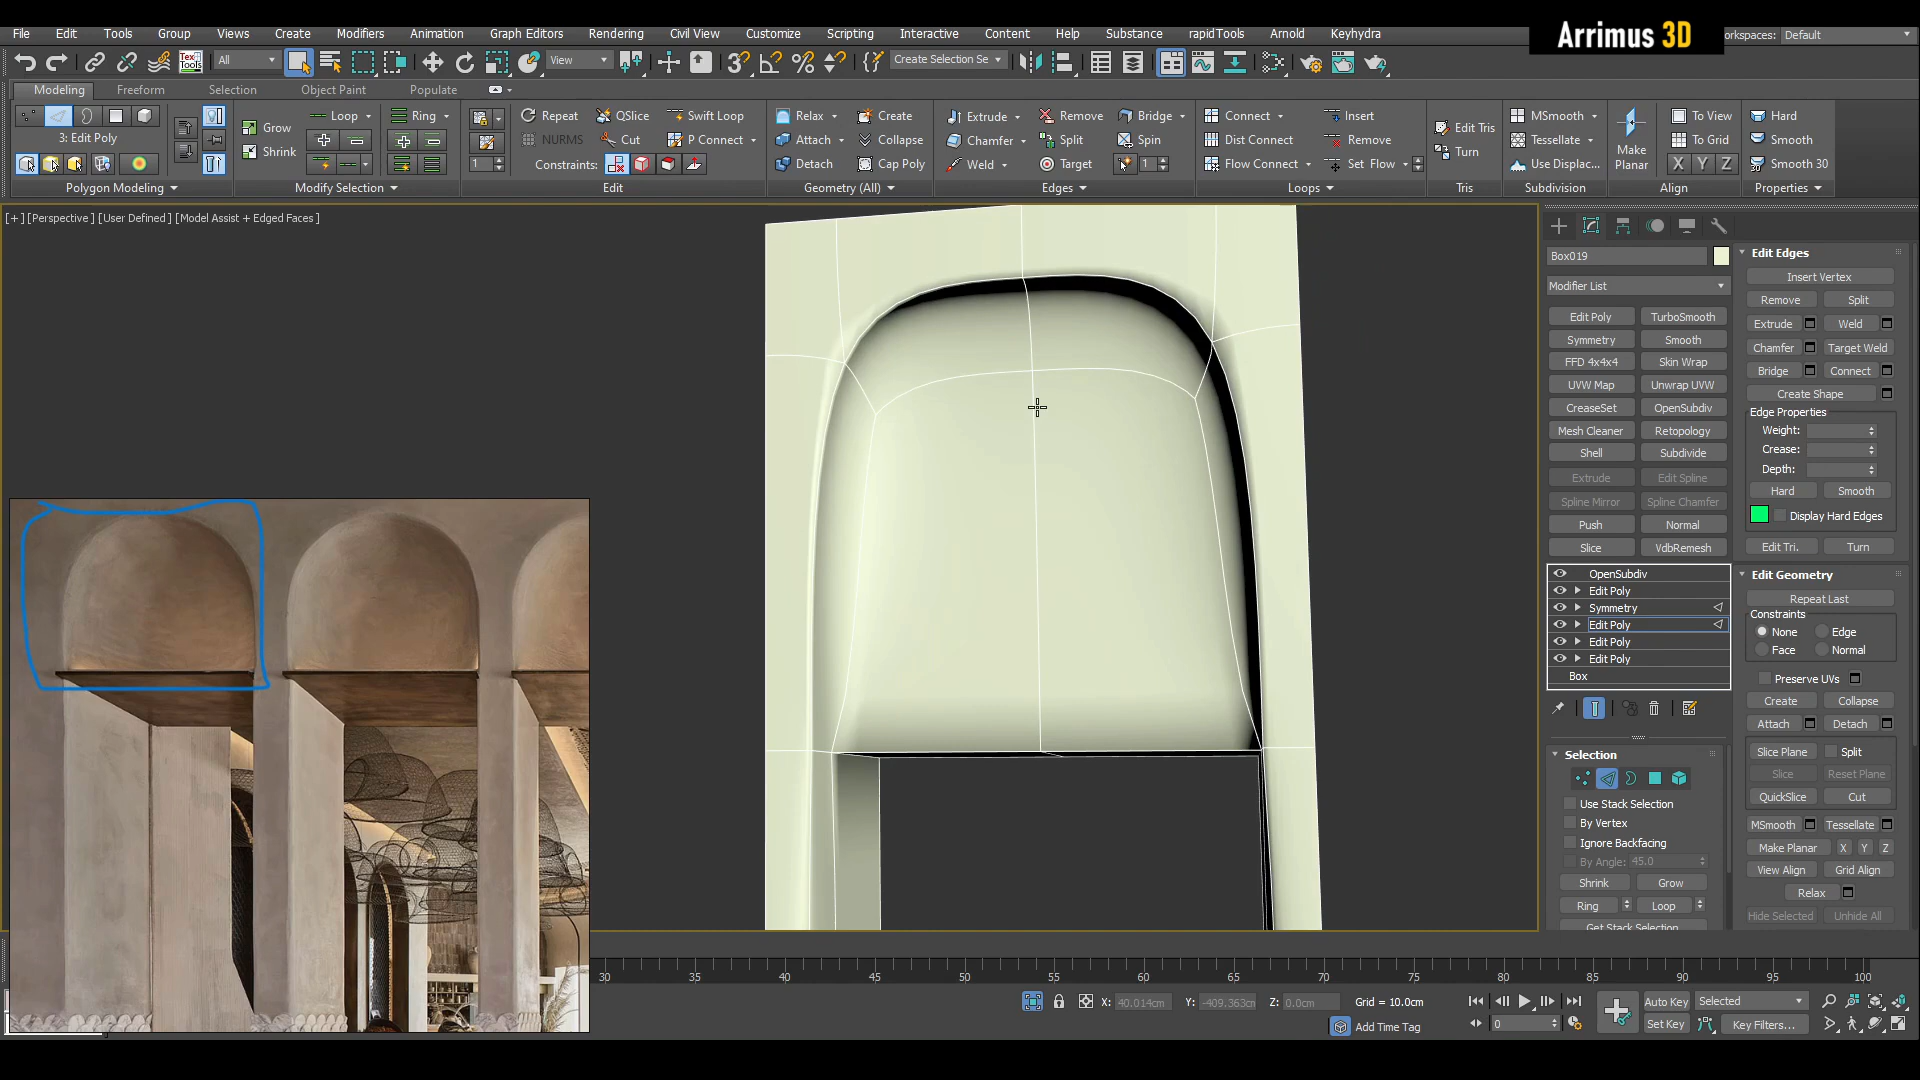 Arrimus 3D
File Edit Tools Group Views Create Modifiers Animation Graph Editors Rendering Civil View Customize Scripting Interactive Content Help Substance rapidTools Arnold Keyhydra
orkspaces: Default
Tex Tools All View Create Selection Se
Modeling Freeform Selection Object Paint Populate
3: Edit Poly Grow Shrink Loop Ring
Repeat QSlice Swift Loop Relax Create Extrude Remove Bridge Connect Insert Edit Tris MSmooth To View Hard
NURMS Cut P Connect Attach Collapse Chamfer Split Spin Dist Connect Remove Turn Tessellate Make Planar To Grid Smooth
1 Constraints: Detach Cap Poly Weld Target 1 Flow Connect Set Flow Use Displac... X Y Z Smooth 30
Polygon Modeling Modify Selection Edit Geometry (All) Edges Loops Tris Subdivision Align Properties
[+] [Perspective] [User Defined] [Model Assist + Edged Faces]
Box019
Modifier List
Edit Poly TurboSmooth
Symmetry Smooth
FFD 4x4x4 Skin Wrap
UVW Map Unwrap UVW
CreaseSet OpenSubdiv
Mesh Cleaner Retopology
Shell Subdivide
Extrude Edit Spline
Spline Mirror Spline Chamfer
Push Normal
Slice VdbRemesh
OpenSubdiv
Edit Poly
Symmetry
Edit Poly
Edit Poly
Edit Poly
Box
Selection
Use Stack Selection
By Vertex
Ignore Backfacing
By Angle: 45.0
Shrink Grow
Ring Loop
Get Stack Selection
Edit Edges
Insert Vertex
Remove Split
Extrude Weld
Chamfer Target Weld
Bridge Connect
Create Shape
Edge Properties
Weight:
Crease:
Depth:
Hard Smooth
Display Hard Edges
Edit Tri. Turn
Edit Geometry
Repeat Last
Constraints
None Edge
Face Normal
Preserve UVs
Create Collapse
Attach Detach
Slice Plane Split
Slice Reset Plane
QuickSlice Cut
MSmooth Tessellate
Make Planar X Y Z
View Align Grid Align
Relax
Hide Selected Unhide All
30 35 40 45 50 55 60 65 70 75 80 85 90 95 100
X: 40.014cm Y: -409.363cm Z: 0.0cm Grid = 10.0cm
Add Time Tag
0
Auto Key Selected
Set Key Key Filters...